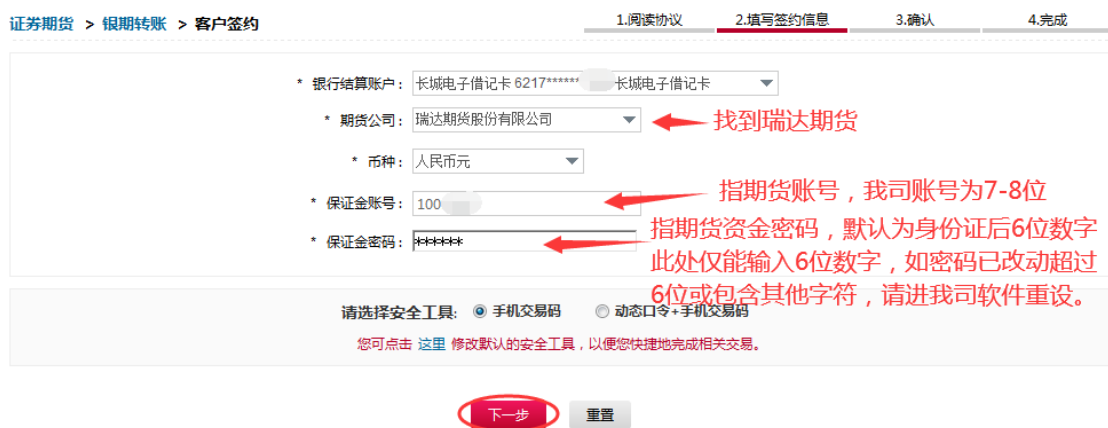 证券期货 > 银期转账 > 客户签约
1.阅读协议 2.填写签约信息 3.确认 4.完成
* 银行结算账户： 长城电子借记卡 6217****** 长城电子借记卡
* 期货公司： 瑞达期货股份有限公司
找到瑞达期货
* 币种： 人民币元
* 保证金账号： 100
指期货账号，我司账号为7-8位
* 保证金密码： ******
指期货资金密码，默认为身份证后6位数字
此处仅能输入6位数字，如密码已改动超过
6位或包含其他字符，请进我司软件重设。
请选择安全工具: 手机交易码 动态口令+手机交易码
您可点击 这里 修改默认的安全工具，以便您快捷地完成相关交易。
下一步 重置